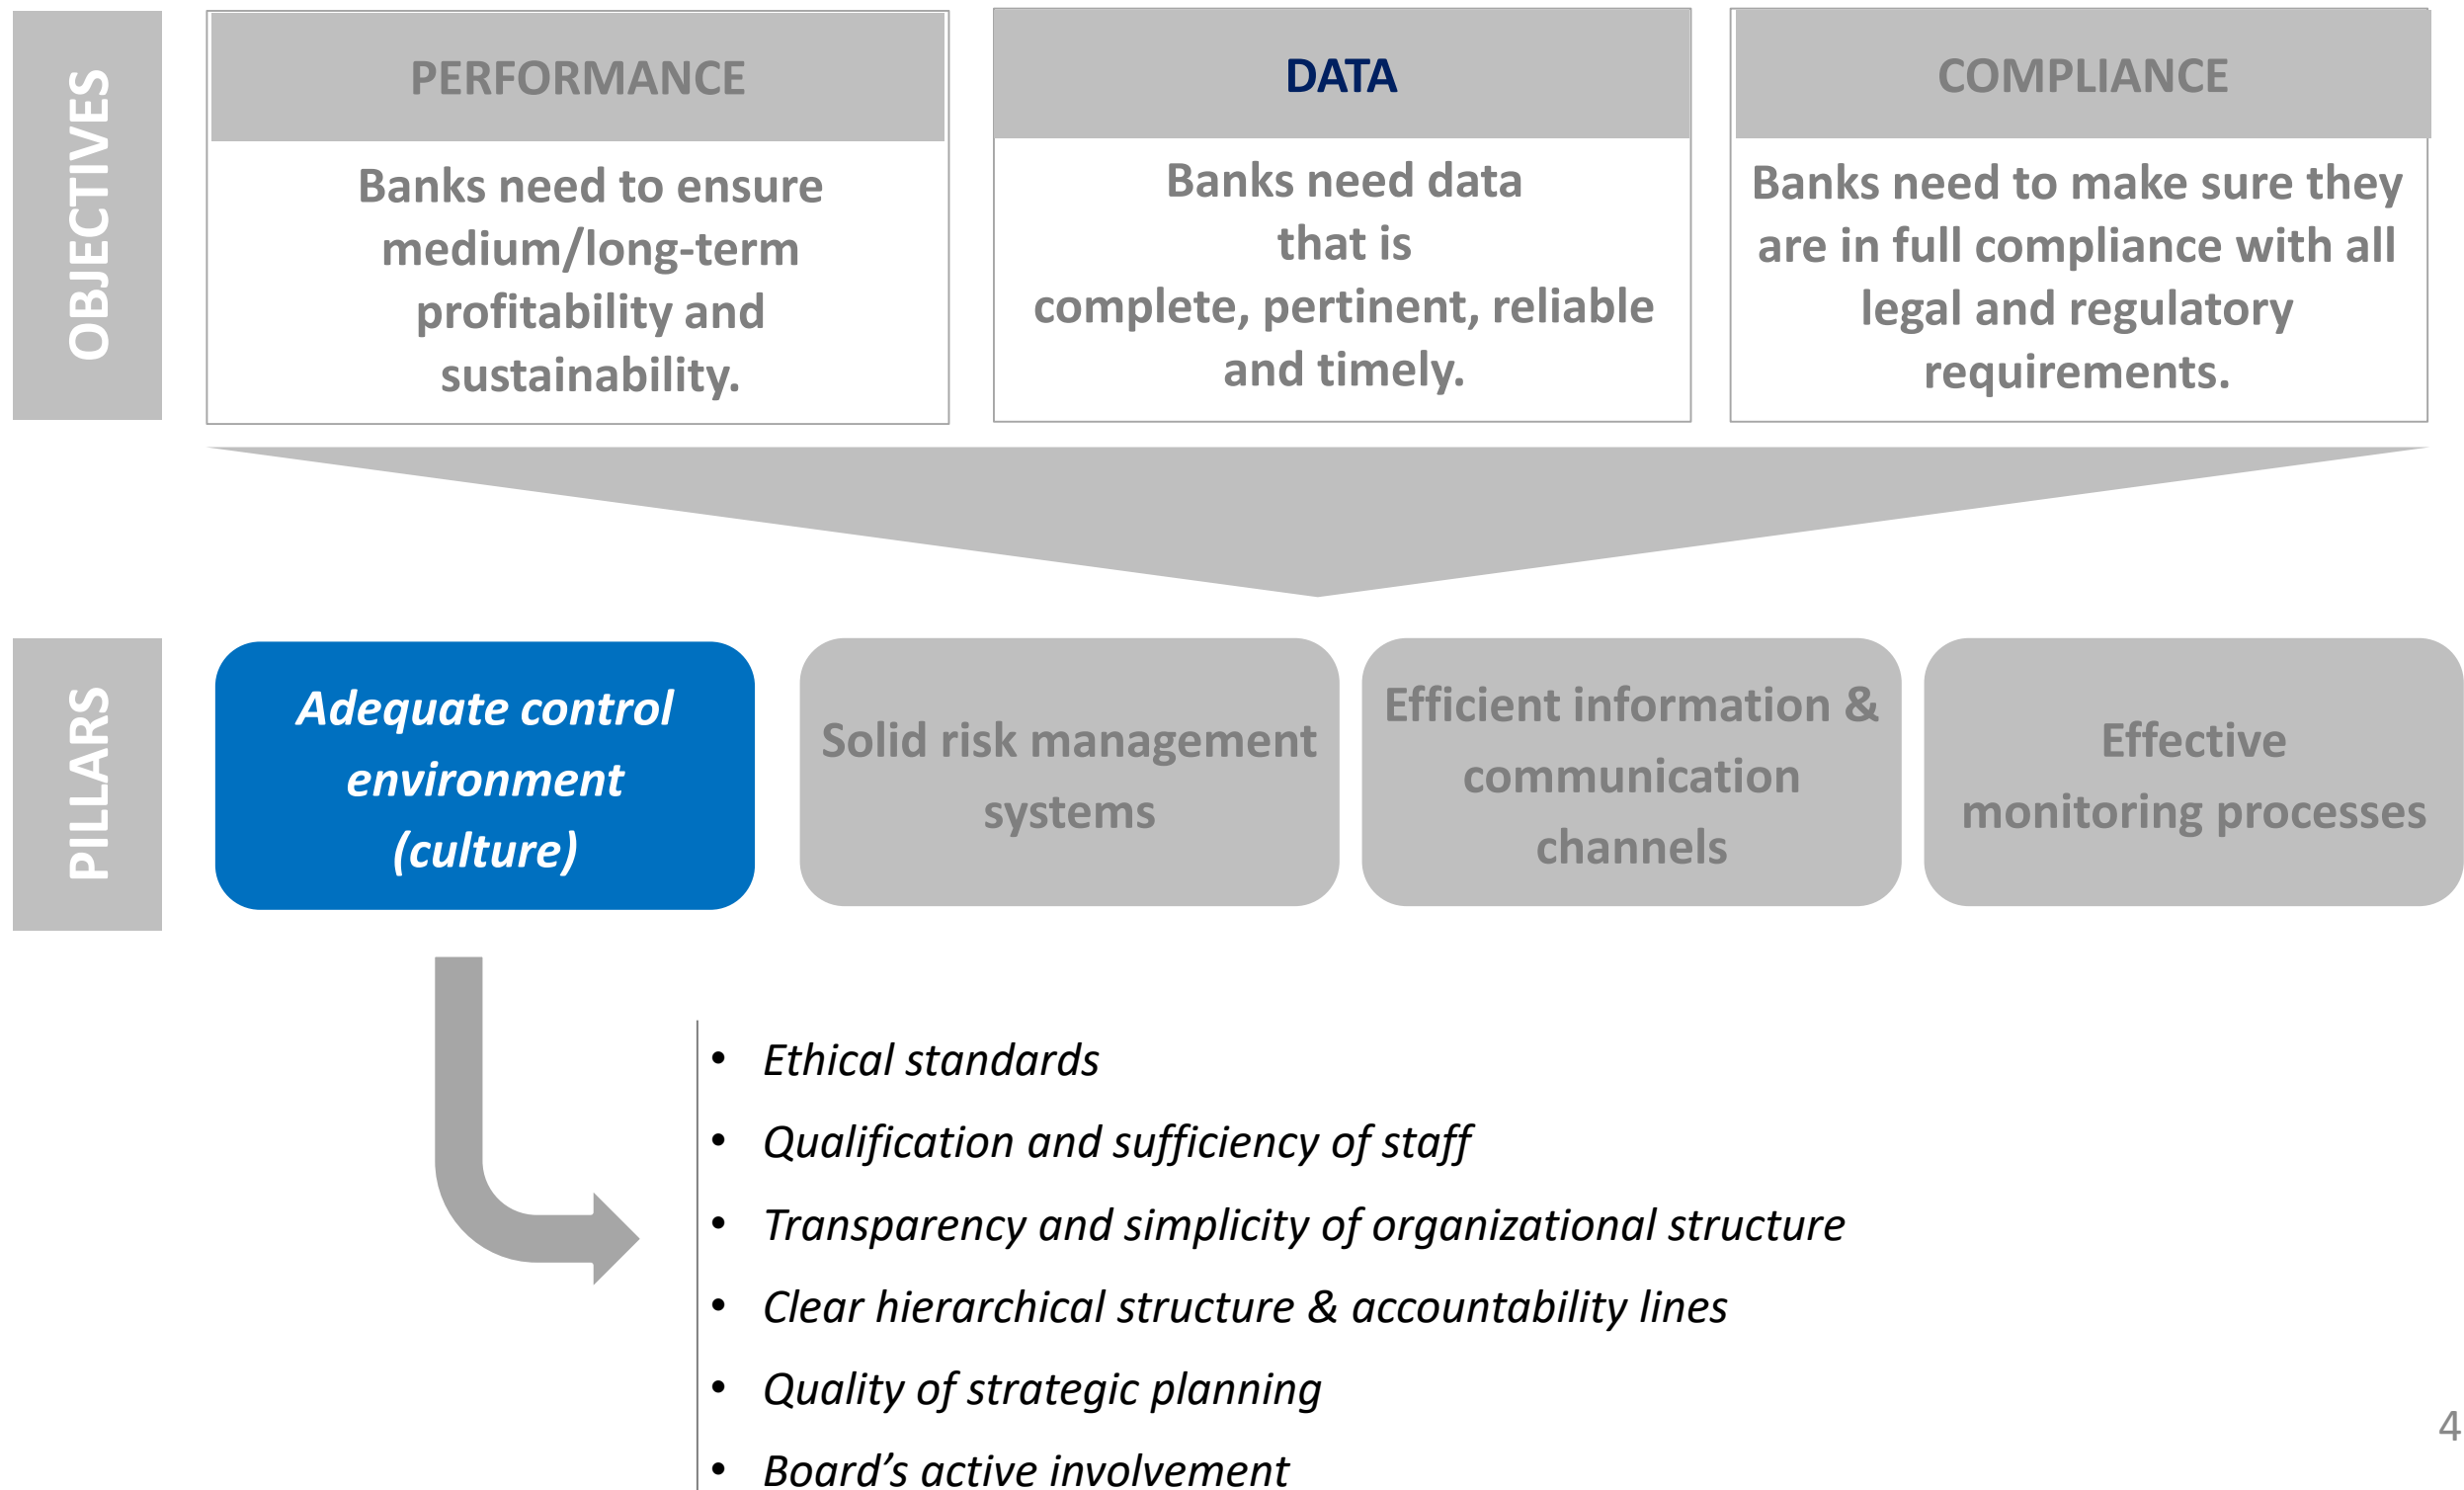 OBJECTIVES
PERFORMANCE
Banks need to ensure
medium/long-term
profitability and
sustainability.
DATA
Banks need data
that is
complete, pertinent, reliable
and timely.
COMPLIANCE
Banks need to make sure they
are in full compliance with all
legal and regulatory
requirements.
PILLARS
Adequate control
environment
(culture)
Solid risk management
systems
Efficient information &
communication
channels
Effective
monitoring processes
• Ethical standards
• Qualification and sufficiency of staff
• Transparency and simplicity of organizational structure
• Clear hierarchical structure & accountability lines
• Quality of strategic planning
• Board’s active involvement
4